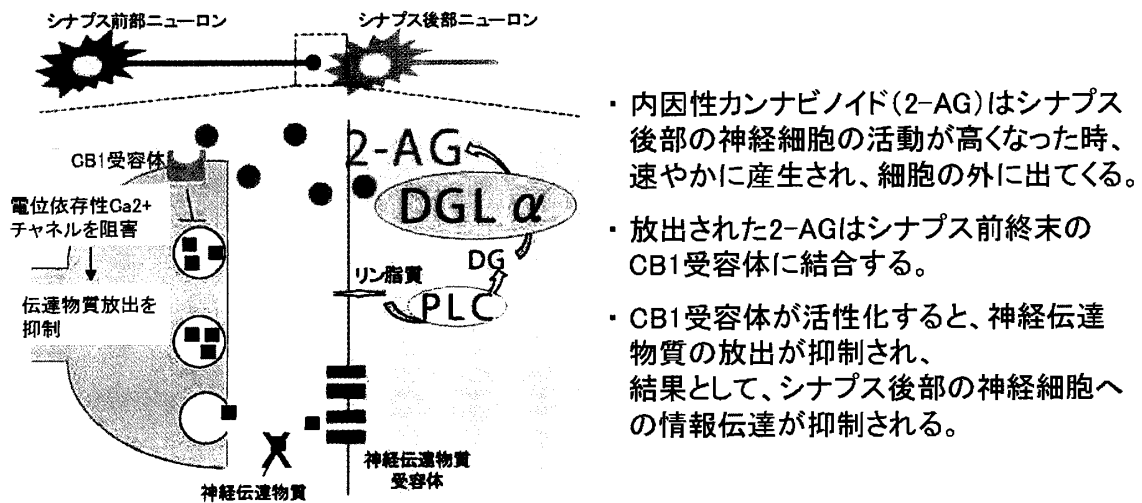 シナプス前部ニューロン
シナプス後部ニューロン
CB1受容体
電位依存性Ca2+
チャネルを阻害
伝達物質放出を
抑制
2-AG
DGL α
DG
リン脂質
PLC
神経伝達物質
神経伝達物質
受容体
・内因性カンナビノイド(2-AG)はシナプス
後部の神経細胞の活動が高くなった時、
速やかに産生され、細胞の外に出てくる。
・放出された2-AGはシナプス前終末の
CB1受容体に結合する。
・CB1受容体が活性化すると、神経伝達
物質の放出が抑制され、
結果として、シナプス後部の神経細胞へ
の情報伝達が抑制される。